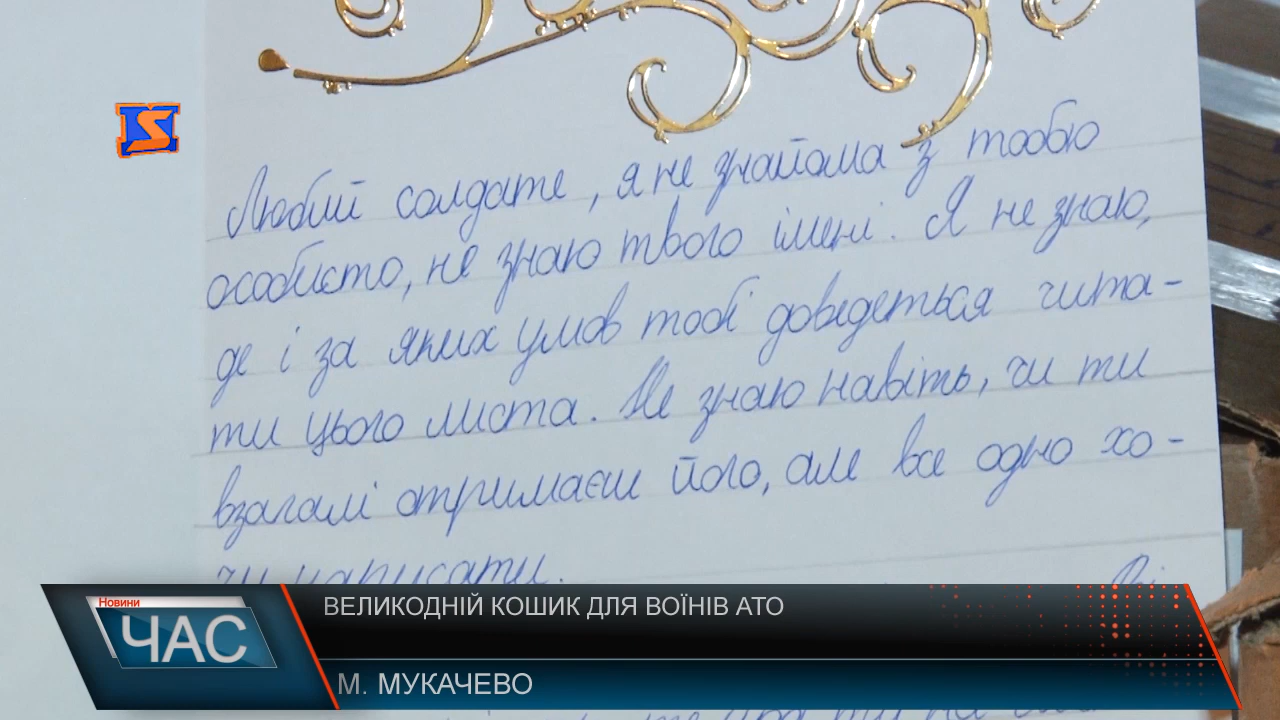 Любий солдате, я не знайома з тобою
особисто, не знаю твого імені. Я не знаю,
де і за яких умов тобі доведеться чита-
ти цього листа. Не знаю навіть, чи ти
взагалі отримаєш його, але все одно хо-
чу написати.
Новини
ЧАС
ВЕЛИКОДНІЙ КОШИК ДЛЯ ВОЇНІВ АТО
М. МУКАЧЕВО